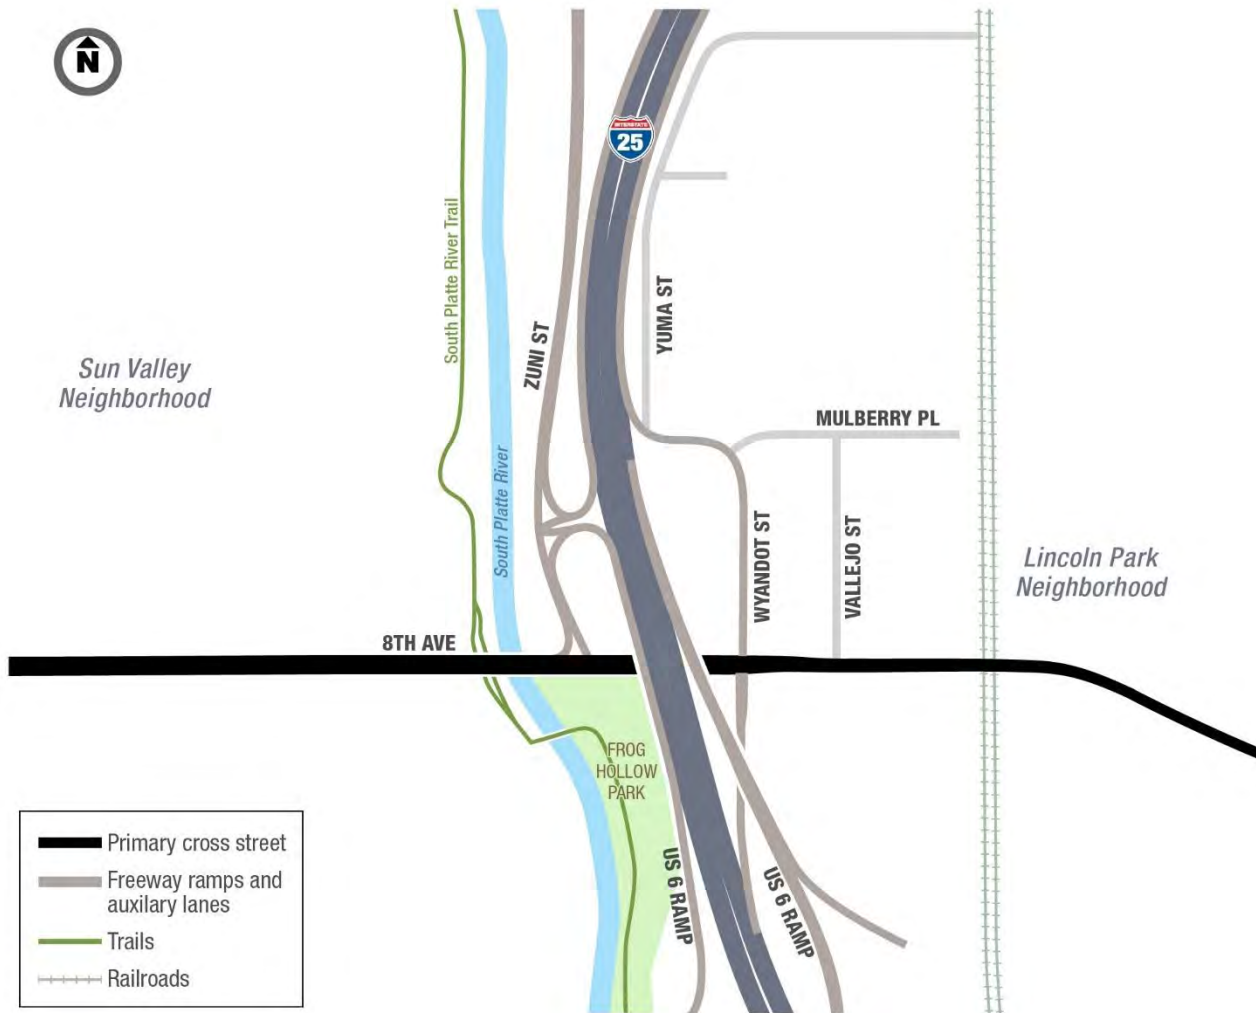 N
INTERSTATE
25
South Platte River Trail
ZUNI ST
YUMA ST
Sun Valley
Neighborhood
MULBERRY PL
South Platte River
WYANDOT ST
VALLEJO ST
Lincoln Park
Neighborhood
8TH AVE
FROG
HOLLOW
PARK
US 6 RAMP
US 6 RAMP
Primary cross street
Freeway ramps and
auxilary lanes
Trails
Railroads